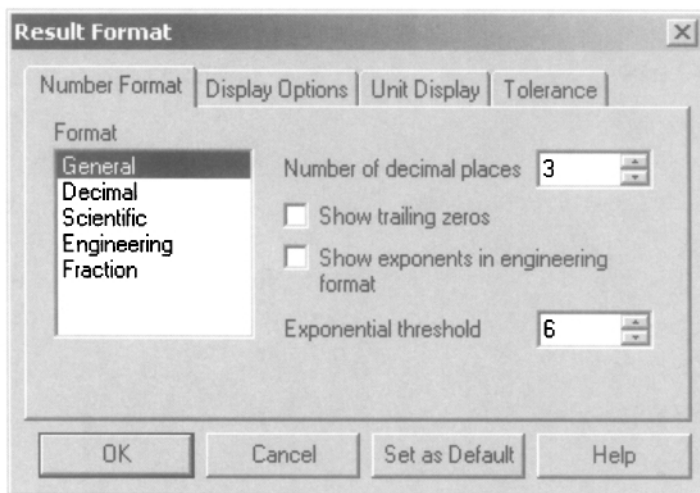 Result Format
Number Format
Display Options
Unit Display
Tolerance
Format
General
Decimal
Scientific
Engineering
Fraction
Number of decimal places 3
Show trailing zeros
Show exponents in engineering
format
Exponential threshold 6
OK
Cancel
Set as Default
Help